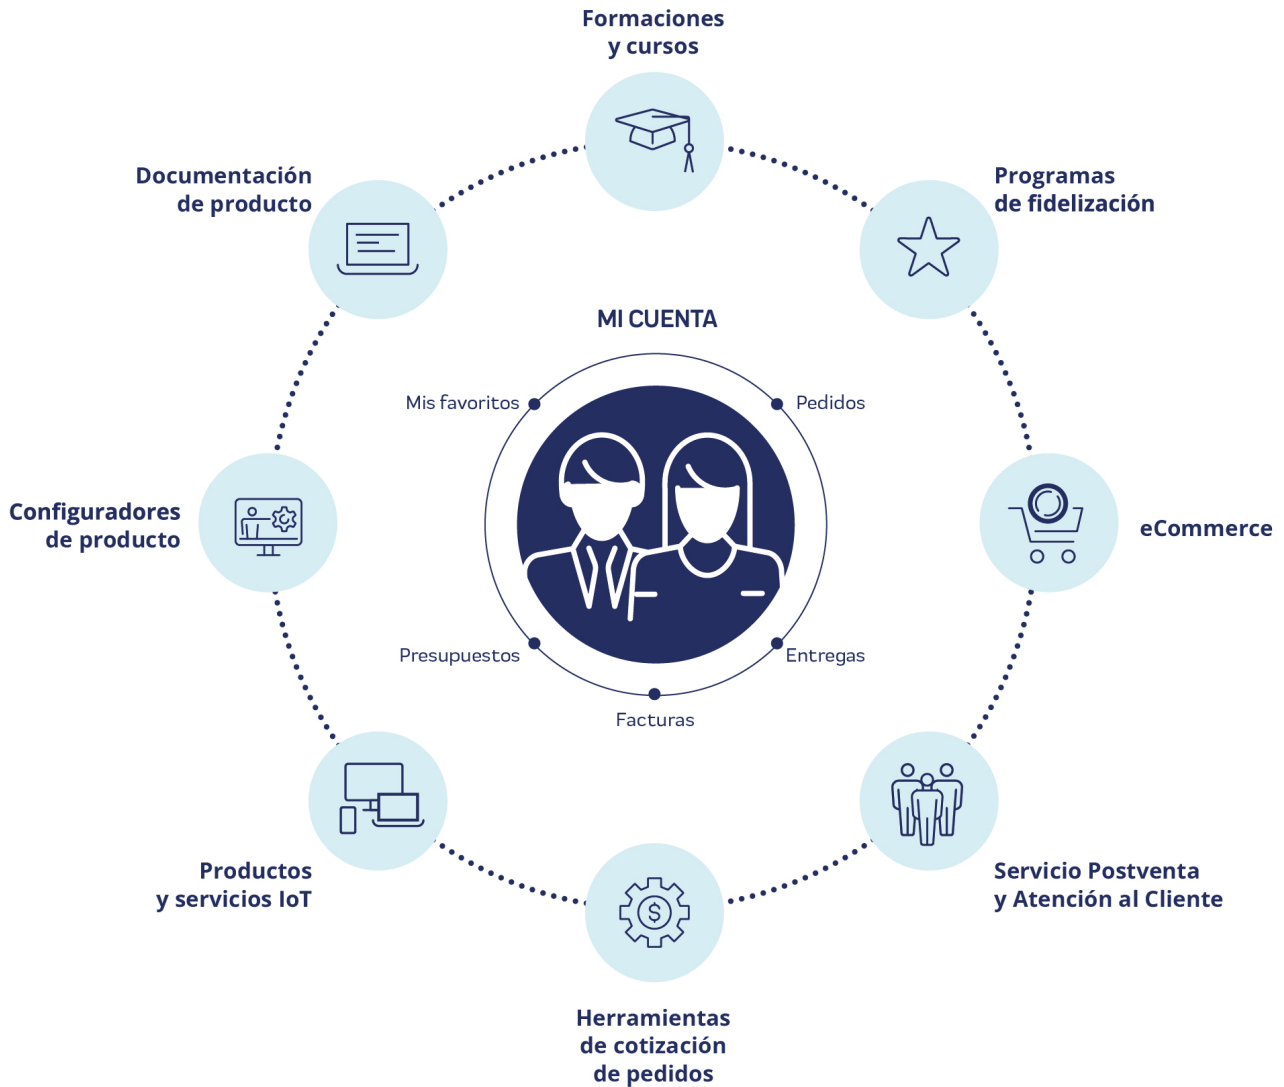 Formaciones
y cursos
Documentación
de producto
Programas
de fidelización
MI CUENTA
Mis favoritos
Pedidos
Configuradores
de producto
eCommerce
Presupuestos
Entregas
Facturas
Productos
y servicios IoT
Servicio Postventa
y Atención al Cliente
$
Herramientas
de cotización
de pedidos